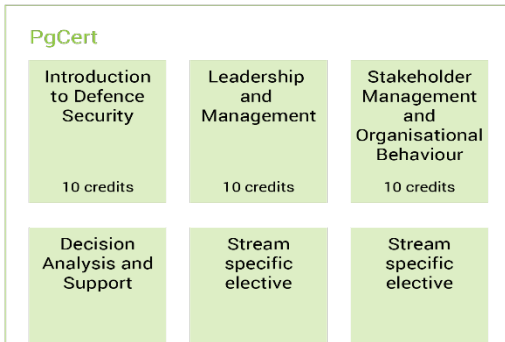 PgCert
Introduction
to Defence
Security
10 credits
Leadership
and
Management
10 credits
Stakeholder
Management
and
Organisational
Behaviour
10 credits
Decision
Analysis and
Support
Stream
specific
elective
Stream
specific
elective